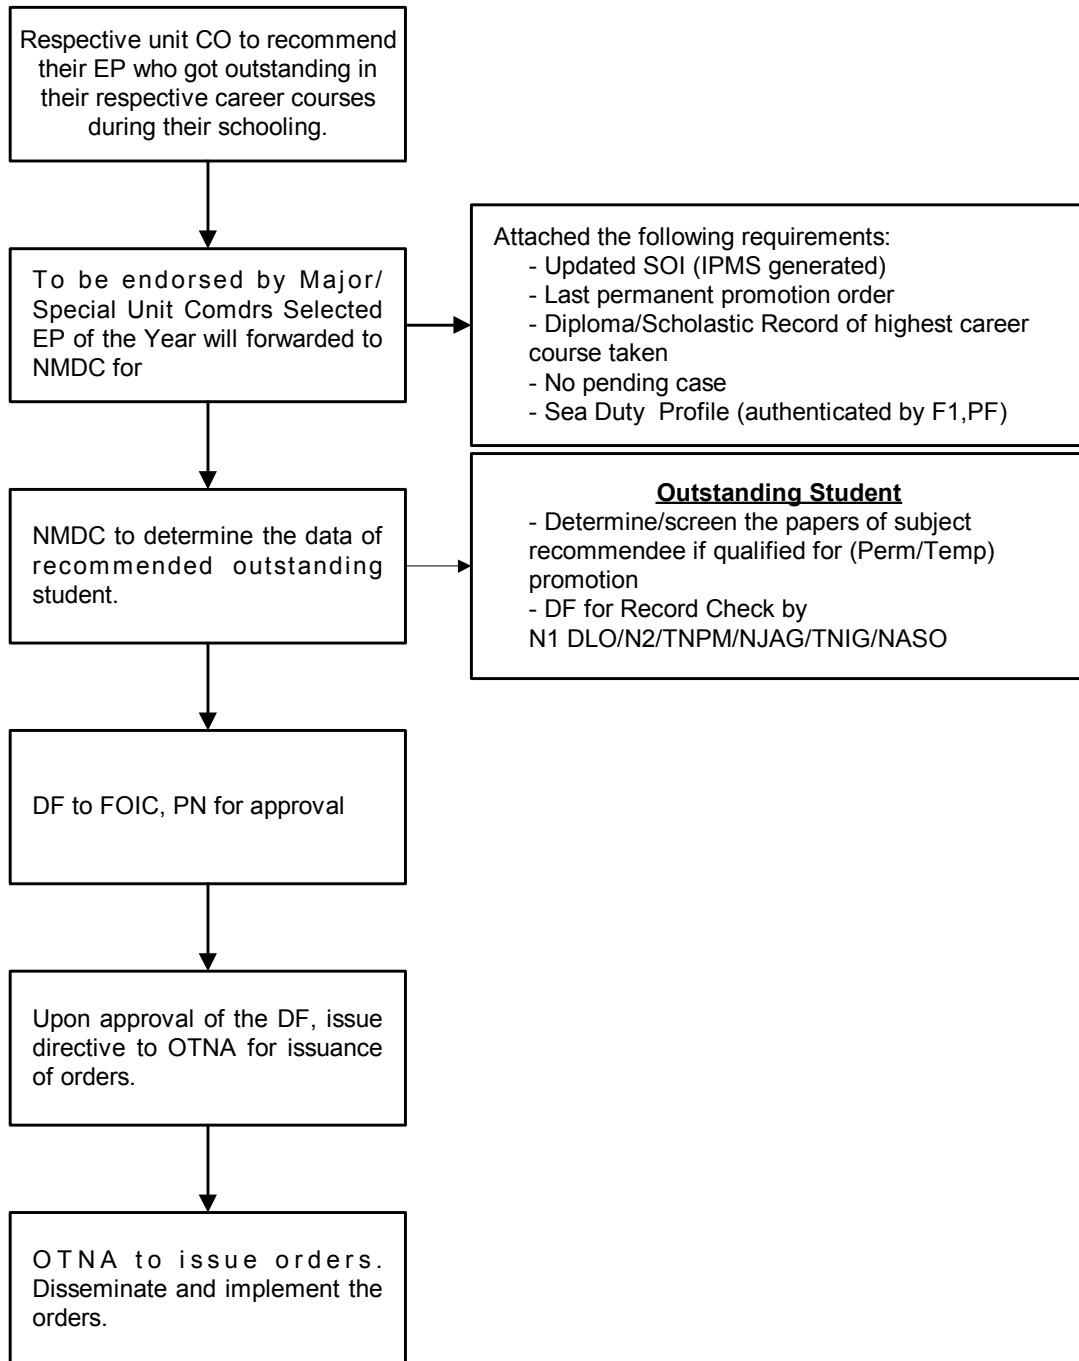 Respective unit CO to recommend
their EP who got outstanding in
their respective career courses
during their schooling.
To be endorsed by Major/
Special Unit Comdrs Selected
EP of the Year will forwarded to
NMDC for
Attached the following requirements:
- Updated SOI (IPMS generated)
- Last permanent promotion order
- Diploma/Scholastic Record of highest career
course taken
- No pending case
- Sea Duty Profile (authenticated by F1,PF)
NMDC to determine the data of
recommended outstanding
student.
Outstanding Student
- Determine/screen the papers of subject
recommendee if qualified for (Perm/Temp)
promotion
- DF for Record Check by
N1 DLO/N2/TNPM/NJAG/TNIG/NASO
DF to FOIC, PN for approval
Upon approval of the DF, issue
directive to OTNA for issuance
of orders.
OTNA to issue orders.
Disseminate and implement the
orders.